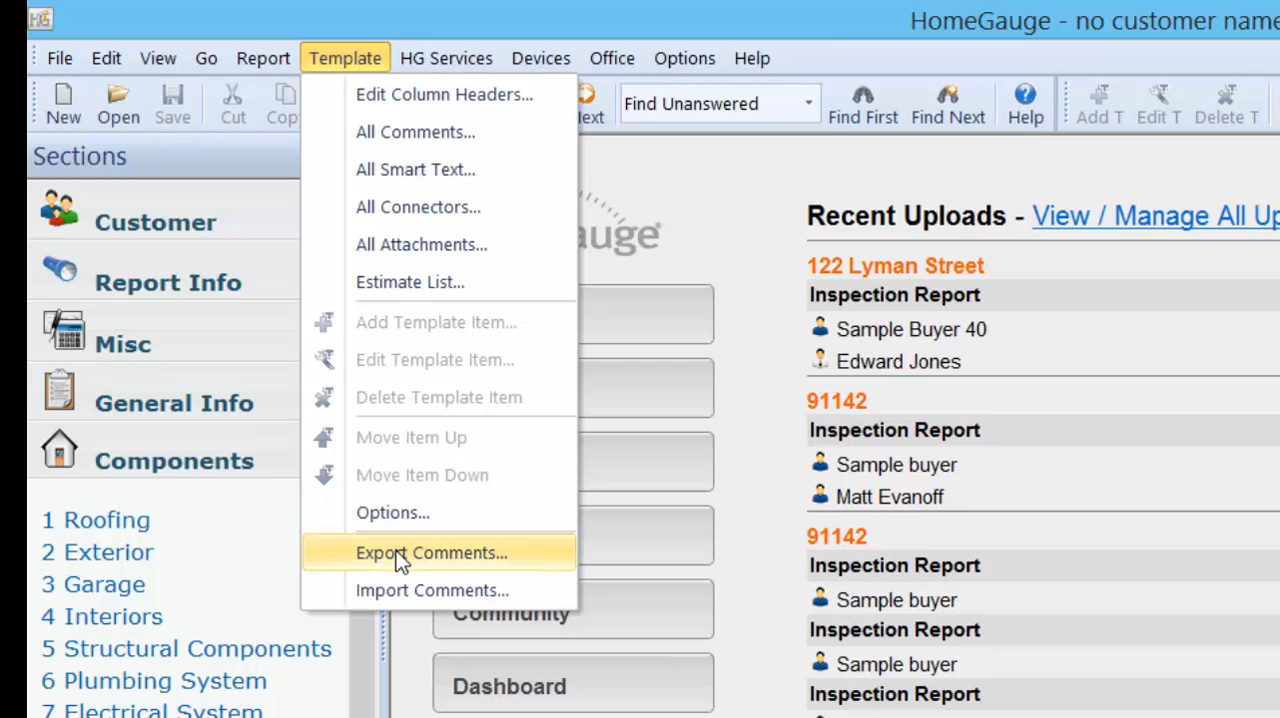 HG
HomeGauge - no customer name
File Edit View Go Report Template HG Services Devices Office Options Help
New Open Save Cut Find Unanswered Find First Find Next Help Add T Edit T Delete T
Sections
Customer
Report Info
Misc
General Info
Components
1 Roofing
2 Exterior
3 Garage
4 Interiors
5 Structural Components
6 Plumbing System
7 Electrical System
Edit Column Headers...
All Comments...
All Smart Text...
All Connectors...
All Attachments...
Estimate List...
Add Template Item...
Edit Template Item...
Delete Template Item
Move Item Up
Move Item Down
Options...
Export Comments...
Import Comments...
Community
Dashboard
Recent Uploads - View / Manage All
122 Lyman Street
Inspection Report
Sample Buyer 40
Edward Jones
91142
Inspection Report
Sample buyer
Matt Evanoff
91142
Inspection Report
Sample buyer
Inspection Report
Sample buyer
Inspection Report